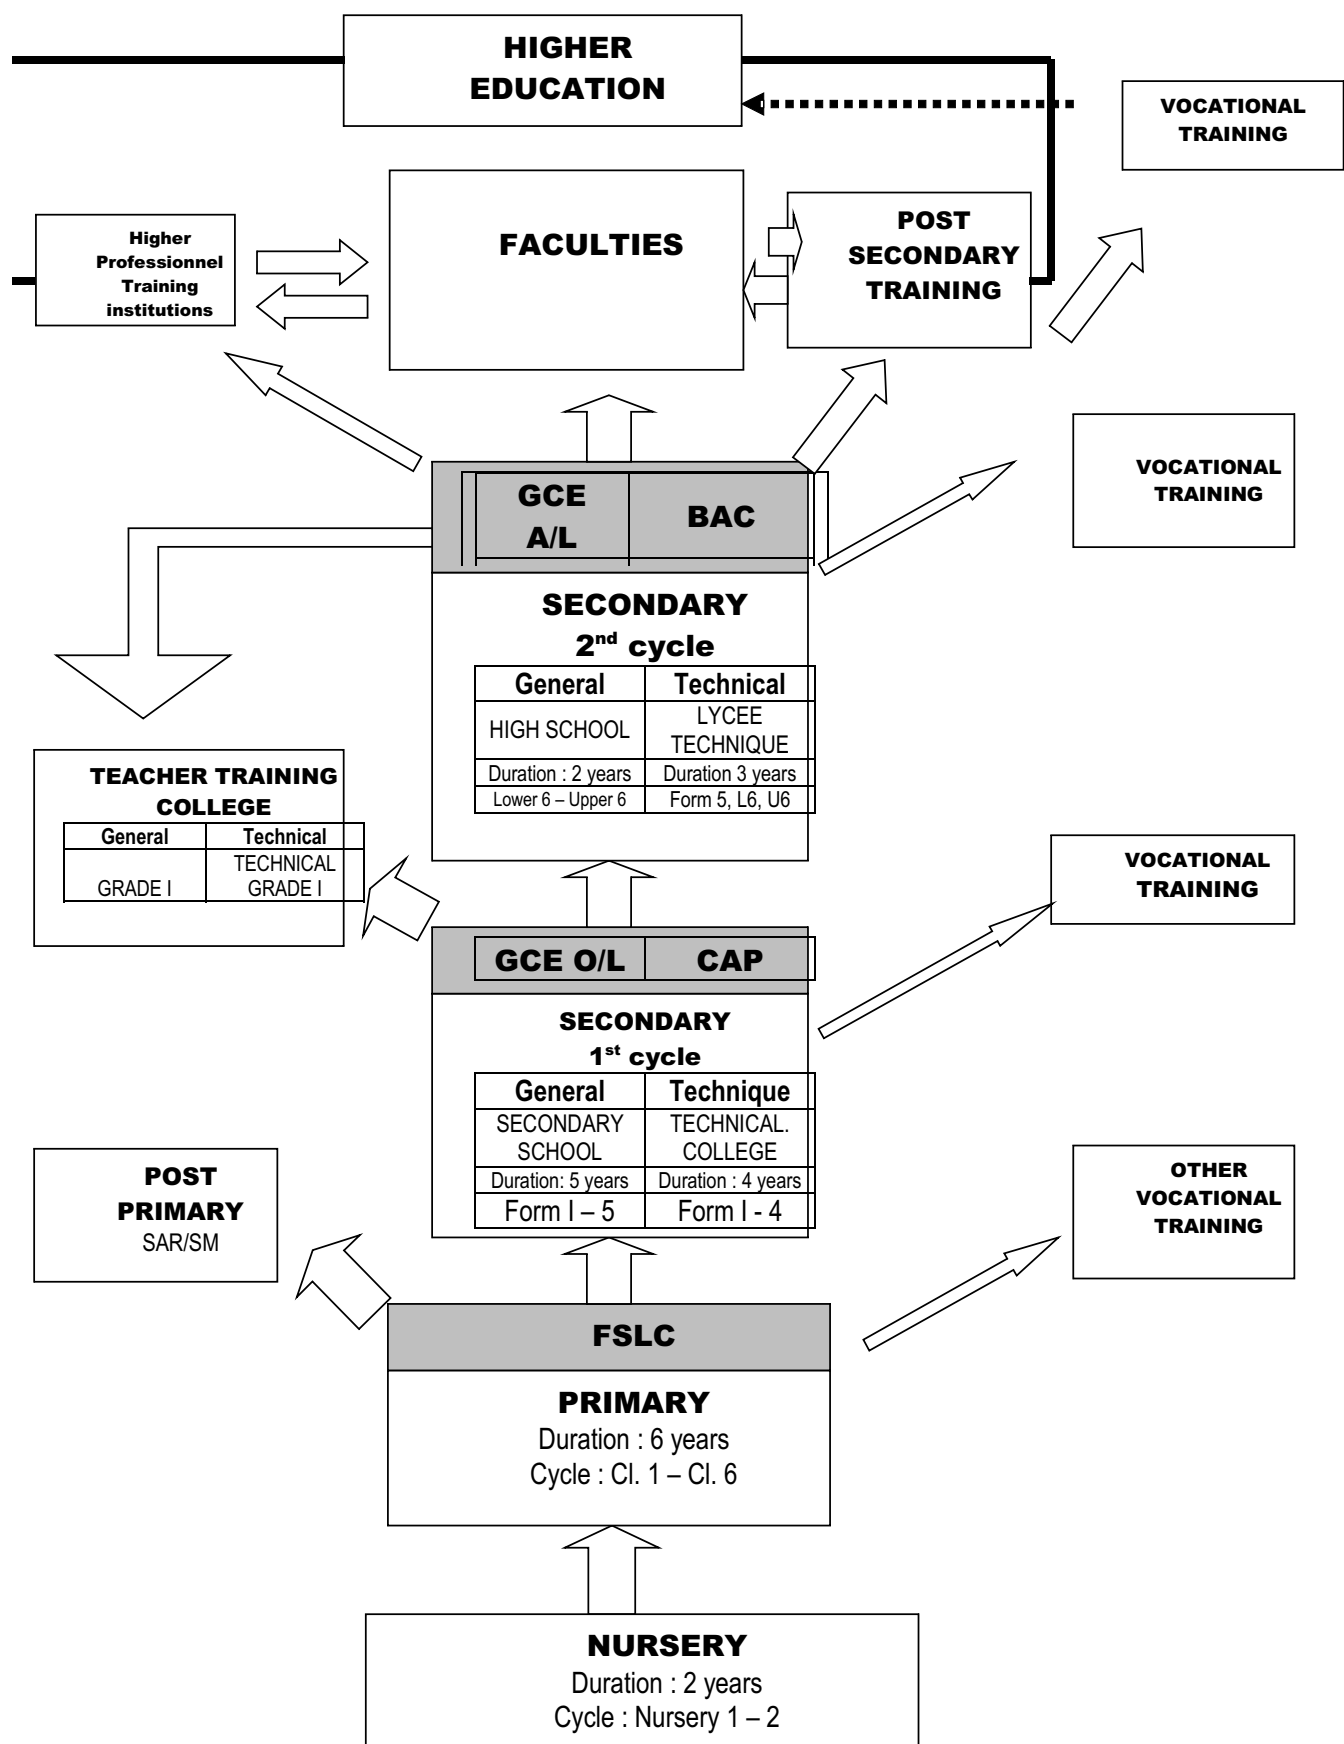 HIGHER
EDUCATION
VOCATIONAL
TRAINING
Higher
Professionnel
Training
institutions
FACULTIES
POST
SECONDARY
TRAINING
VOCATIONAL
TRAINING
GCE
A/L
BAC
SECONDARY
2nd cycle
General
Technical
HIGH SCHOOL
LYCEE
TECHNIQUE
Duration : 2 years
Duration 3 years
Lower 6 – Upper 6
Form 5, L6, U6
TEACHER TRAINING
COLLEGE
General
Technical
GRADE I
TECHNICAL
GRADE I
VOCATIONAL
TRAINING
GCE O/L
CAP
SECONDARY
1st cycle
General
Technique
SECONDARY
SCHOOL
TECHNICAL.
COLLEGE
Duration: 5 years
Duration : 4 years
Form I – 5
Form I - 4
POST
PRIMARY
SAR/SM
OTHER
VOCATIONAL
TRAINING
FSLC
PRIMARY
Duration : 6 years
Cycle : Cl. 1 – Cl. 6
NURSERY
Duration : 2 years
Cycle : Nursery 1 – 2